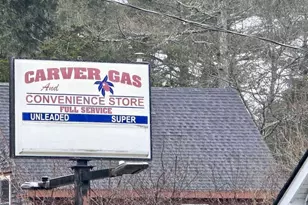 CARVER GAS
And
CONVENIENCE STORE
FULL SERVICE
UNLEADED SUPER